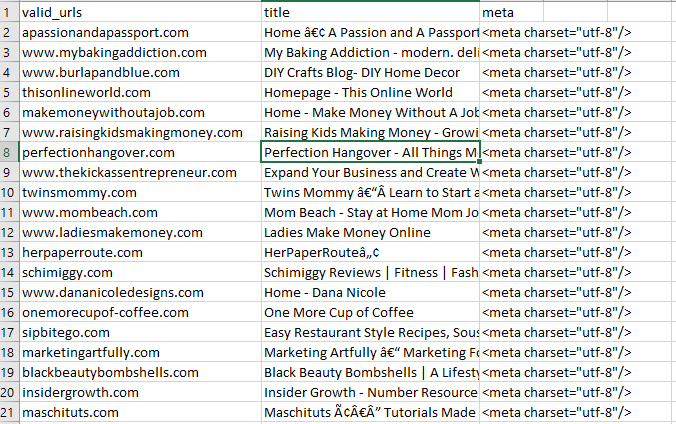 1 valid_urls title meta
2 apassionandapassport.com Home â€¢ A Passion and A Passport <meta charset="utf-8"/>
3 www.mybakingaddiction.com My Baking Addiction - modern. deli <meta charset="utf-8"/>
4 www.burlapandblue.com DIY Crafts Blog- DIY Home Decor <meta charset="utf-8"/>
5 thisonlineworld.com Homepage - This Online World <meta charset="utf-8"/>
6 makemoneywithoutajob.com Home - Make Money Without A Job <meta charset="utf-8"/>
7 www.raisingkidsmakingmoney.com Raising Kids Making Money - Growi <meta charset="utf-8"/>
8 perfectionhangover.com Perfection Hangover - All Things M <meta charset="utf-8"/>
9 www.thekickassentrepreneur.com Expand Your Business and Create W <meta charset="utf-8"/>
10 twinsmommy.com Twins Mommy â€“Â Learn to Start a <meta charset="utf-8"/>
11 www.mombeach.com Mom Beach - Stay at Home Mom Jo <meta charset="utf-8"/>
12 www.ladiesmakemoney.com Ladies Make Money Online <meta charset="utf-8"/>
13 herpaperroute.com HerPaperRouteâ„¢ <meta charset="utf-8"/>
14 schimiggy.com Schimiggy Reviews | Fitness | Fash <meta charset="utf-8"/>
15 www.dananicoledesigns.com Home - Dana Nicole <meta charset="utf-8"/>
16 onemorecupof-coffee.com One More Cup of Coffee <meta charset="utf-8"/>
17 sipbitego.com Easy Restaurant Style Recipes, Sous <meta charset="utf-8"/>
18 marketingartfully.com Marketing Artfully â€“ Marketing Fo <meta charset="utf-8"/>
19 blackbeautybombshells.com Black Beauty Bombshells | A Lifesty <meta charset="utf-8"/>
20 insidergrowth.com Insider Growth - Number Resource <meta charset="utf-8"/>
21 maschituts.com Maschituts Ã¢Â€Â” Tutorials Made <meta charset="utf-8"/>